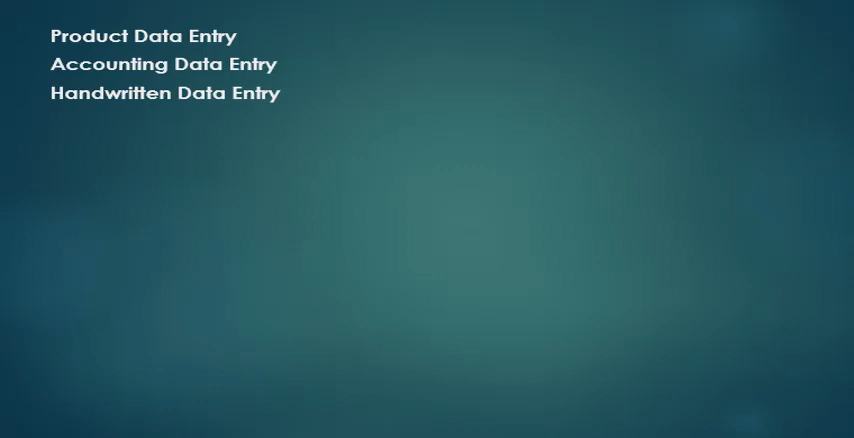 Product Data Entry
Accounting Data Entry
Handwritten Data Entry